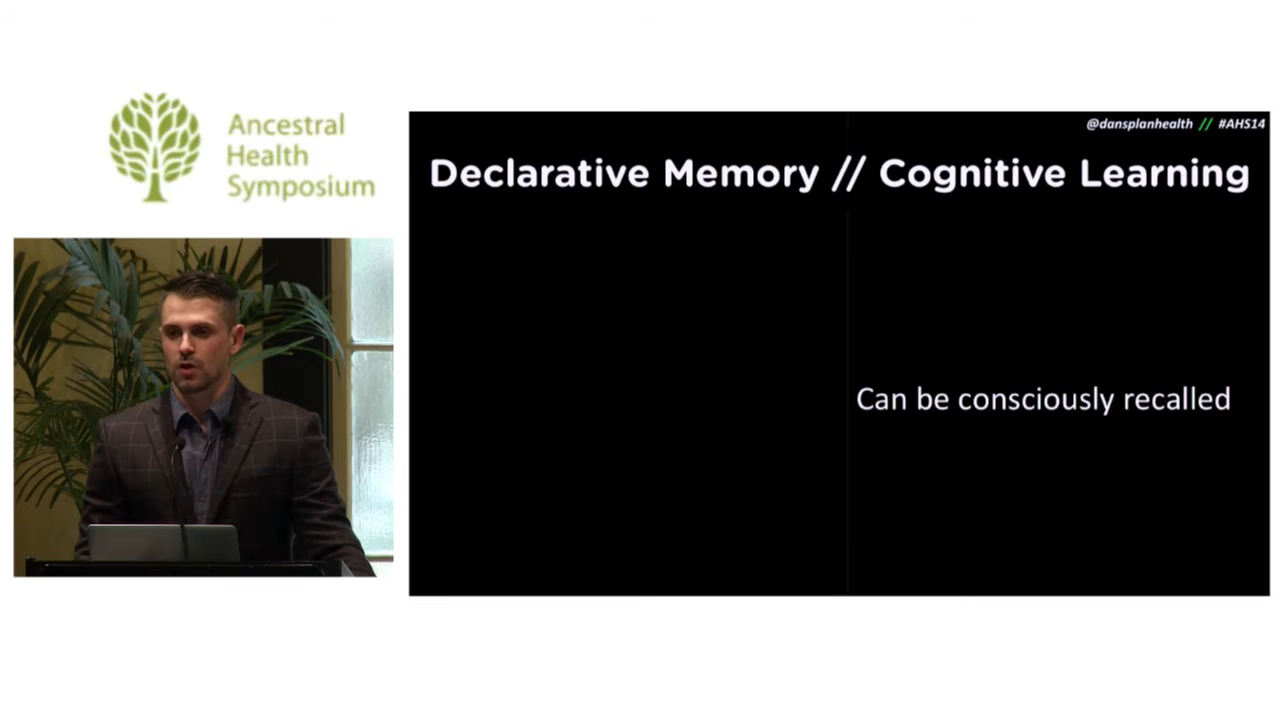 Ancestral
Health
Symposium
@dansplanhealth // #AHS14
Declarative Memory // Cognitive Learning
Can be consciously recalled